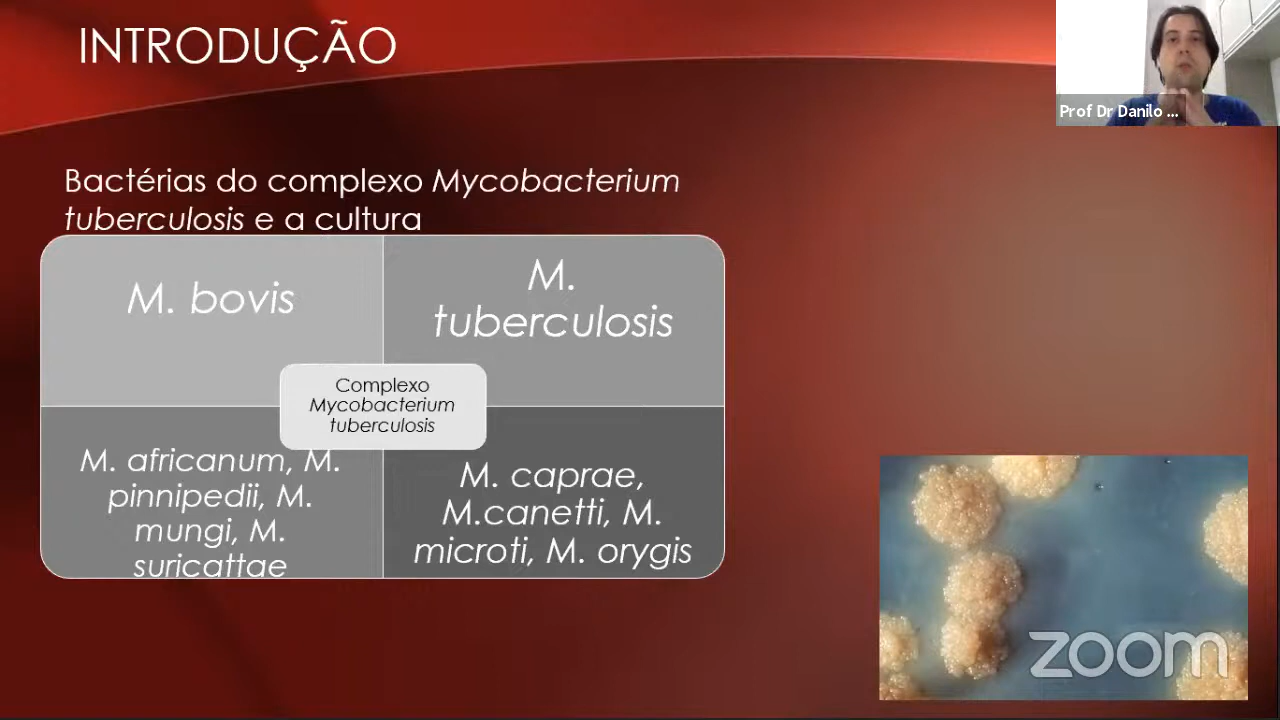 INTRODUÇÃO
Prof Dr Danilo ...
Bactérias do complexo Mycobacterium
tuberculosis e a cultura
M. bovis
M.
tuberculosis
Complexo
Mycobacterium
tuberculosis
M. africanum, M.
pinnipedii, M.
mungi, M.
suricattae
M. caprae,
M.canetti, M.
microti, M. orygis
zoom